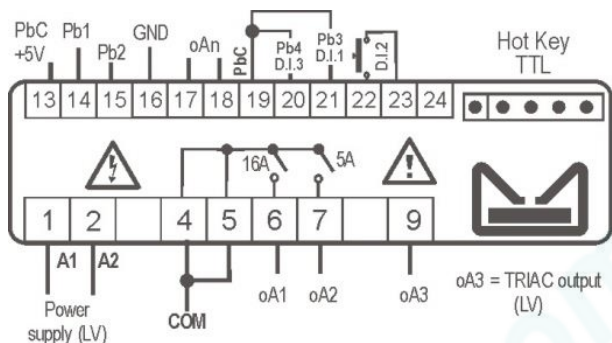 PbC Pb1 GND
+5V Pb2 oAn PbC Pb4 D.I.3 Pb3 D.I.1 D.I.2
Hot Key
TTL
13 14 15 16 17 18 19 20 21 22 23 24
16A 5A
1 2 4 5 6 7 9
A1 A2
Power
supply (LV)
COM
oA1 oA2 oA3
oA3 = TRIAC output
(LV)